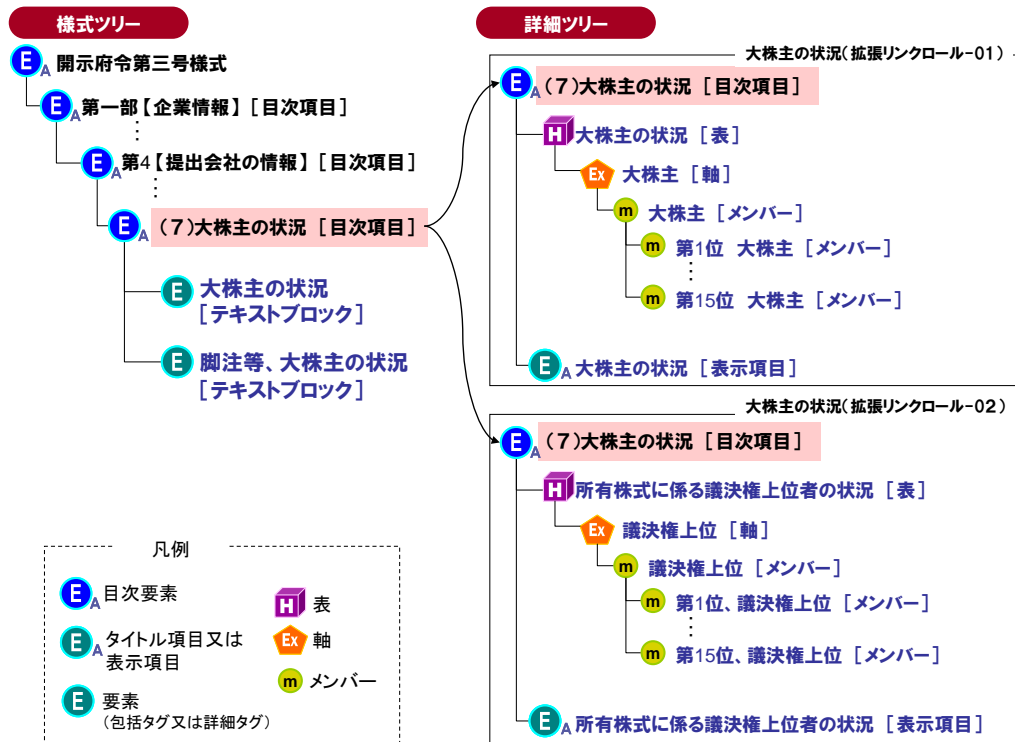 様式ツリー
E A 開示府令第三号様式
E A 第一部【企業情報】［目次項目］
⋮
E A 第4【提出会社の情報】［目次項目］
⋮
E A （７）大株主の状況 ［目次項目］
E 大株主の状況
［テキストブロック］
E 脚注等、大株主の状況
［テキストブロック］
凡例
E A 目次要素
E A タイトル項目又は
表示項目
E 要素
（包括タグ又は詳細タグ）
H 表
Ex 軸
m メンバー
詳細ツリー
大株主の状況（拡張リンクロール-01）
E A （７）大株主の状況 ［目次項目］
H 大株主の状況 ［表］
Ex 大株主 ［軸］
m 大株主 ［メンバー］
m 第1位 大株主 ［メンバー］
⋮
m 第15位 大株主 ［メンバー］
E A 大株主の状況 ［表示項目］
大株主の状況（拡張リンクロール-02）
E A （７）大株主の状況 ［目次項目］
H 所有株式に係る議決権上位者の状況 ［表］
Ex 議決権上位 ［軸］
m 議決権上位 ［メンバー］
m 第1位、議決権上位 ［メンバー］
⋮
m 第15位、議決権上位 ［メンバー］
E A 所有株式に係る議決権上位者の状況 ［表示項目］